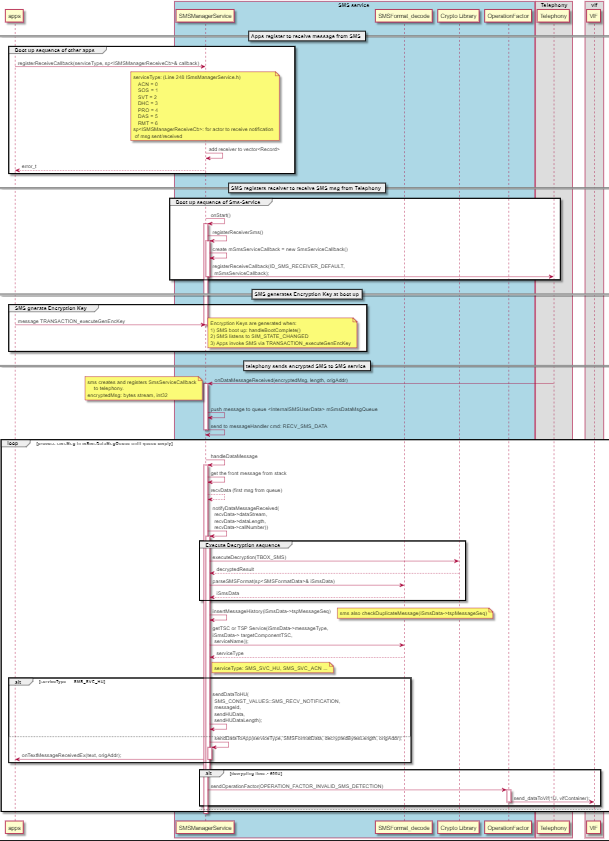 SMS service
Telephony
vif
apps
SMSManagerService
SMSFormat_decode
Crypto Library
OperationFactor
Telephony
VIF
Apps register to receive message from SMS
Boot up sequence of other apps
registerReceiveCallback(serviceType, sp<ISMSManagerReceiveCb>& callback)
serviceType: (Line 248 ISmsManagerService.h)
ACN = 0
SOS = 1
SVT = 2
DHC = 3
PRO = 4
DAS = 5
RMT = 6
sp<ISMSManagerReceiveCb>: for actor to receive notification
of msg sent/received
add receiver to vector<Record>
error_t
SMS registers receiver to receive SMS msg from Telephony
Boot up sequence of Sms-Service
onStart()
registerReceiverSms()
create mSmsServiceCallback = new SmsServiceCallback()
registerReceiveCallback(ID_SMS_RECEIVER_DEFAULT,
mSmsServiceCallback);
SMS generates Encryption Key at boot up
SMS gnerate Encryption Key
message TRANSACTION_executeGenEncKey
Encryption Keys are generated when:
1) SMS boot up: handleBootComplete()
2) SMS listens to SIM_STATE_CHANGED
3) Apps invoke SMS via TRANSACTION_executeGenEncKey
telephony sends encrypted SMS to SMS service
onDataMessageReceived(encryptedMsg, length, origAddr)
sms creates and registers SmsServiceCallback
to telephony.
encryptedMsg: bytes stream, int32
push message to queue <InternalSMSUserData> mSmsDataMsgQueue
send to messageHandler cmd: RECV_SMS_DATA
loop
handleDataMessage
get the front message from stack
recvData (first msg from queue)
notifyDataMessageReceived(
recvData->dataStream,
recvData->dataLength,
recvData->callNumber))
Execute Decryption sequence
executeDecryption(TBOX_SMS)
decryptedResult
parseSMSFormat(sp<SMSFormatData>& iSmsData)
iSmsData
insertMessageHistory(iSmsData->tspMessageSeq)
sms also checkDuplicateMessage(iSmsData->tspMessageSeq)
getTSC or TSP Service(iSmsData->messageType,
iSmsData-> targetComponentTSC,
serviceName);
serviceType
serviceType: SMS_SVC_HU, SMS_SVC_ACN ...
alt
sendDataToHU(
SMS_CONST_VALUES::SMS_RECV_NOTIFICATION,
messageId,
sendHUData,
sendHUDataLength);
sendDataToApp(serviceType, SMSFormatData, decryptedBytesLength, origAddr);
onTextMessageReceivedEx(text, origAddr);
alt
sendOperationFactor(OPERATION_FACTOR_INVALID_SMS_DETECTION)
apps
SMSManagerService
SMSFormat_decode
Crypto Library
OperationFactor
Telephony
VIF